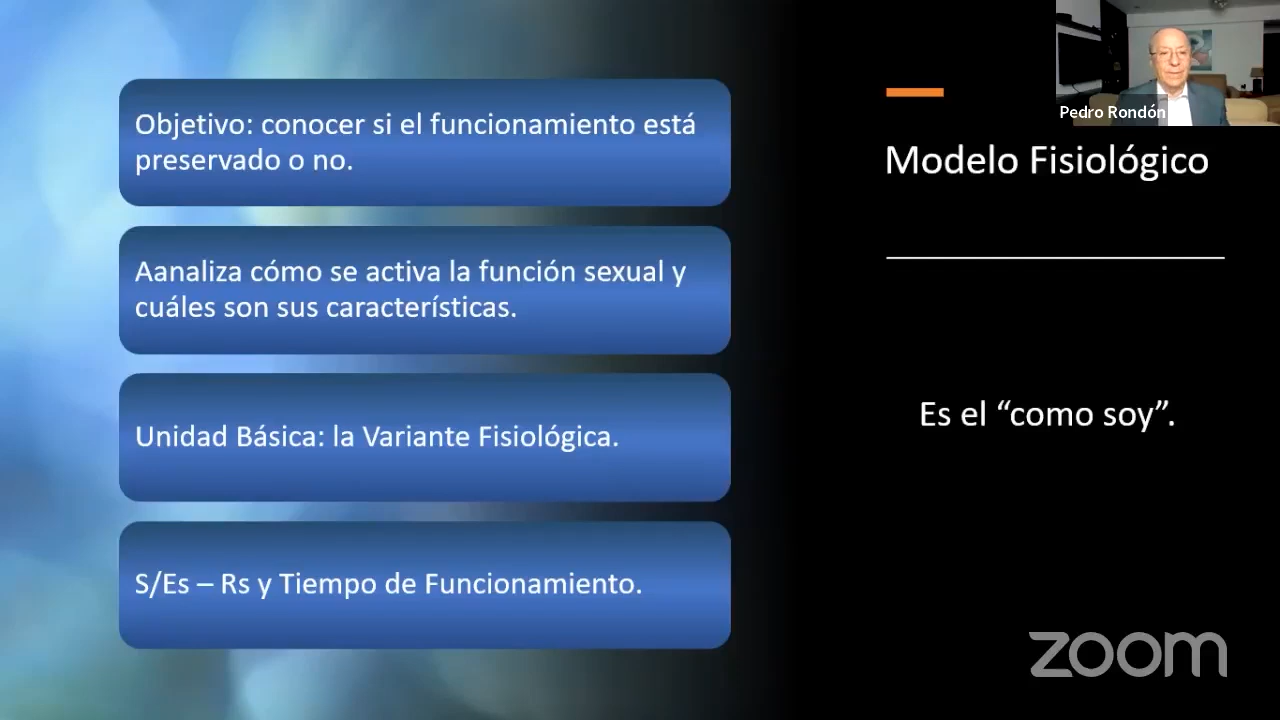 Objetivo: conocer si el funcionamiento está
preservado o no.
Aanaliza cómo se activa la función sexual y
cuáles son sus características.
Unidad Básica: la Variante Fisiológica.
S/Es – Rs y Tiempo de Funcionamiento.
Pedro Rondón
Modelo Fisiológico
Es el “como soy”.
zoom